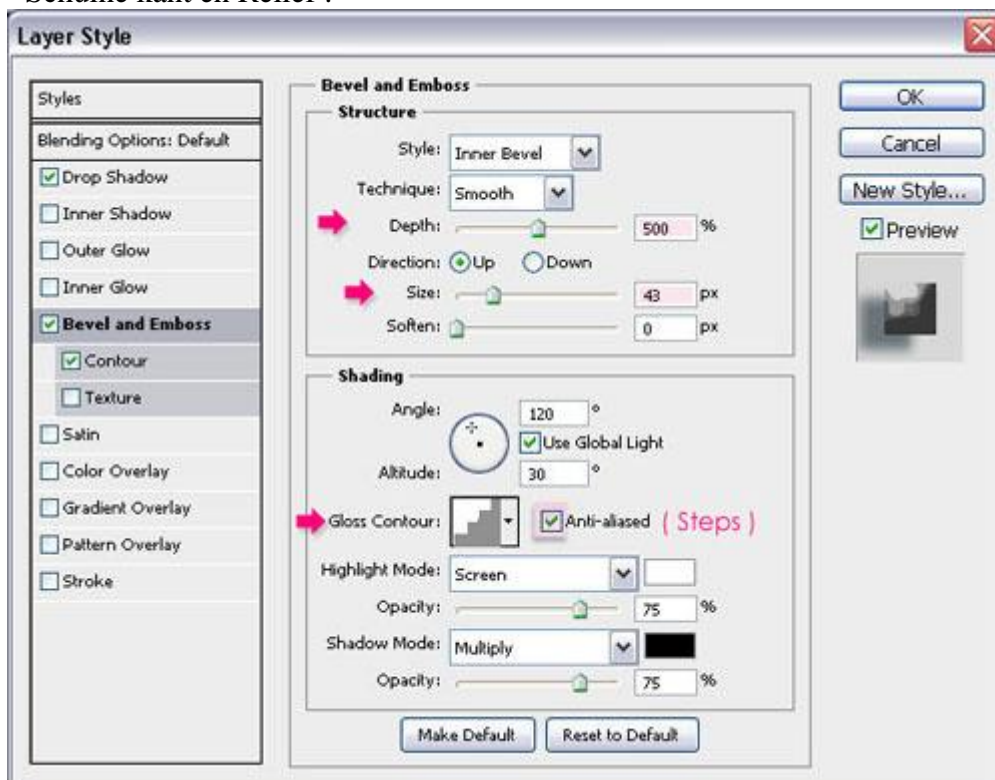 Schuine kant en Reliëf :
Layer Style
Styles
Blending Options: Default
Drop Shadow
Inner Shadow
Outer Glow
Inner Glow
Bevel and Emboss
Contour
Texture
Satin
Color Overlay
Gradient Overlay
Pattern Overlay
Stroke
Bevel and Emboss
Structure
Style: Inner Bevel
Technique: Smooth
Depth: 500 %
Direction: Up Down
Size: 43 px
Soften: 0 px
Shading
Angle: 120 °
Use Global Light
Altitude: 30 °
Gloss Contour: Anti-aliased ( Steps )
Highlight Mode: Screen
Opacity: 75 %
Shadow Mode: Multiply
Opacity: 75 %
Make Default Reset to Default
OK
Cancel
New Style...
Preview